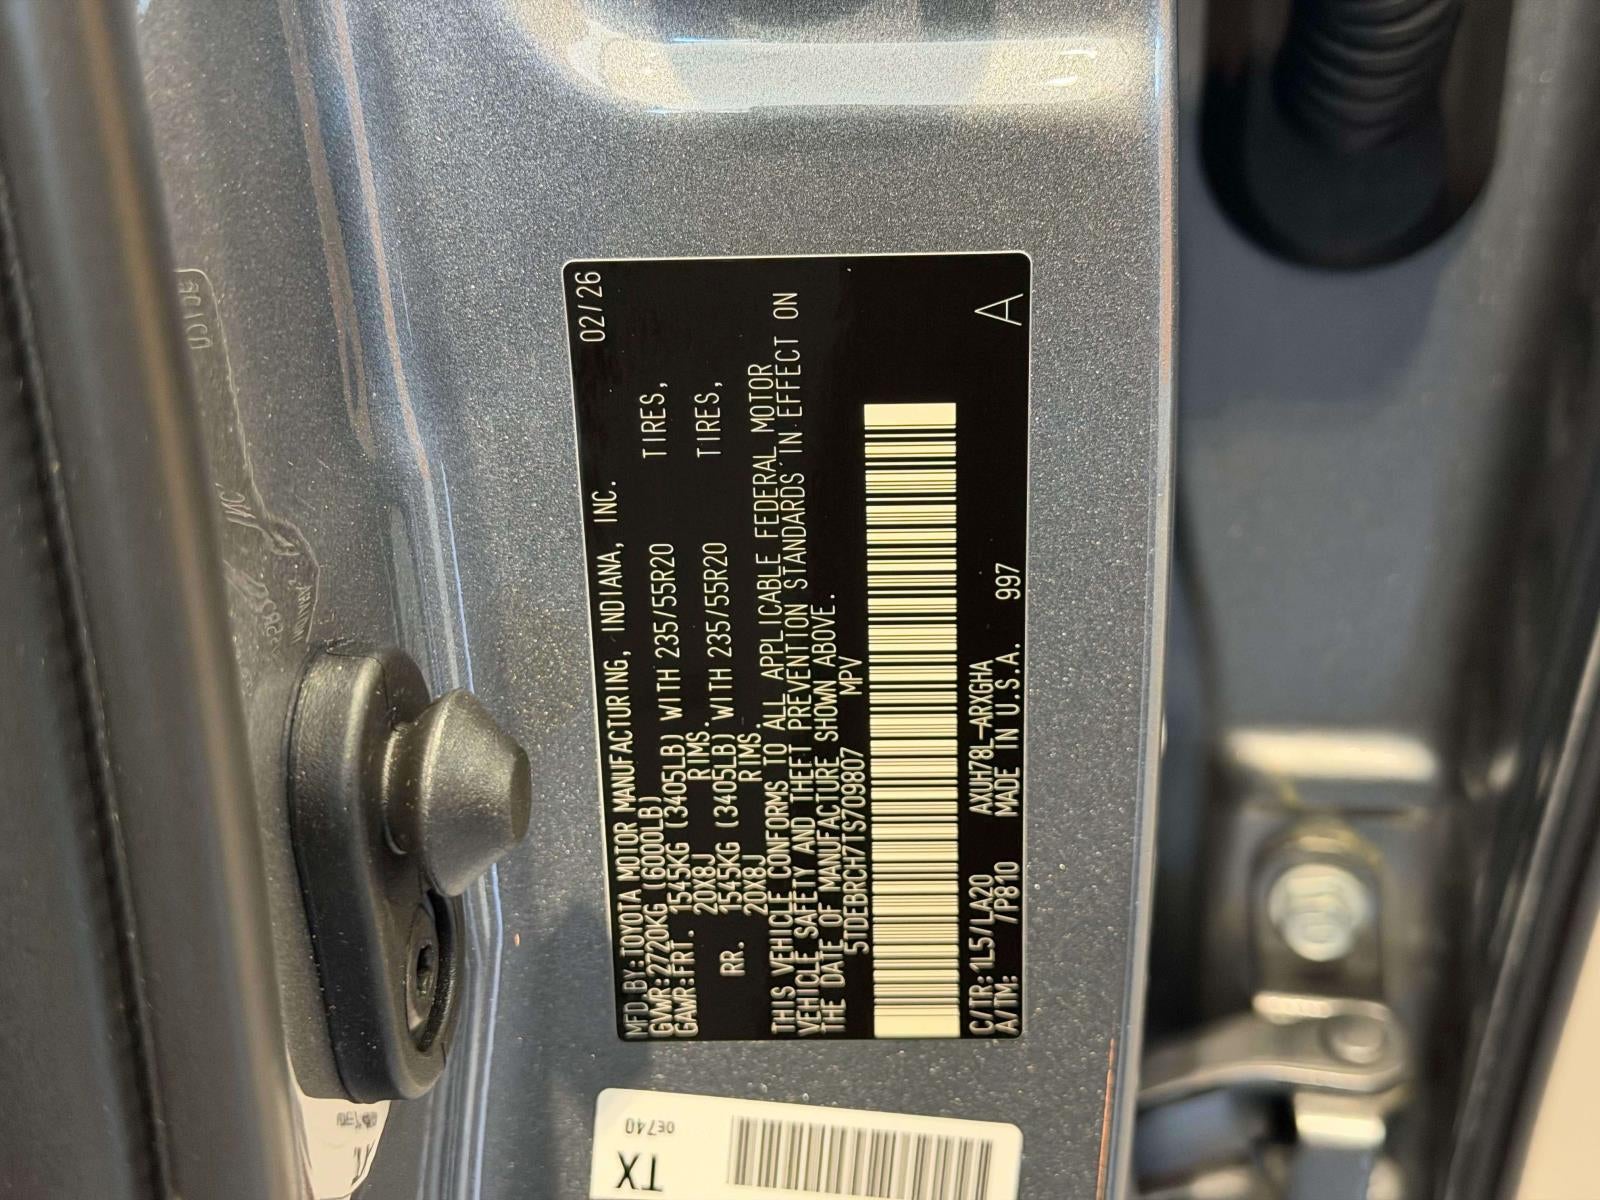 MFD.BY:TOYOTA MOTOR MANUFACTURING, INDIANA, INC. 02/26
GVWR:2720KG (6000LB)
GAWR:FRT. 1545KG (3405LB) WITH 235/55R20 TIRES,
20X8J RIMS.
RR. 1545KG (3405LB) WITH 235/55R20 TIRES,
20X8J RIMS.
THIS VEHICLE CONFORMS TO ALL APPLICABLE FEDERAL MOTOR
VEHICLE SAFETY AND THEFT PREVENTION STANDARDS IN EFFECT ON
THE DATE OF MANUFACTURE SHOWN ABOVE.
5TDEBRCH7TS709807 MPV
C/TR:1L5/LA20 AXUH78L-ARXGHA
A/TM: /P810 MADE IN U.S.A. 997 A
0E740
TX